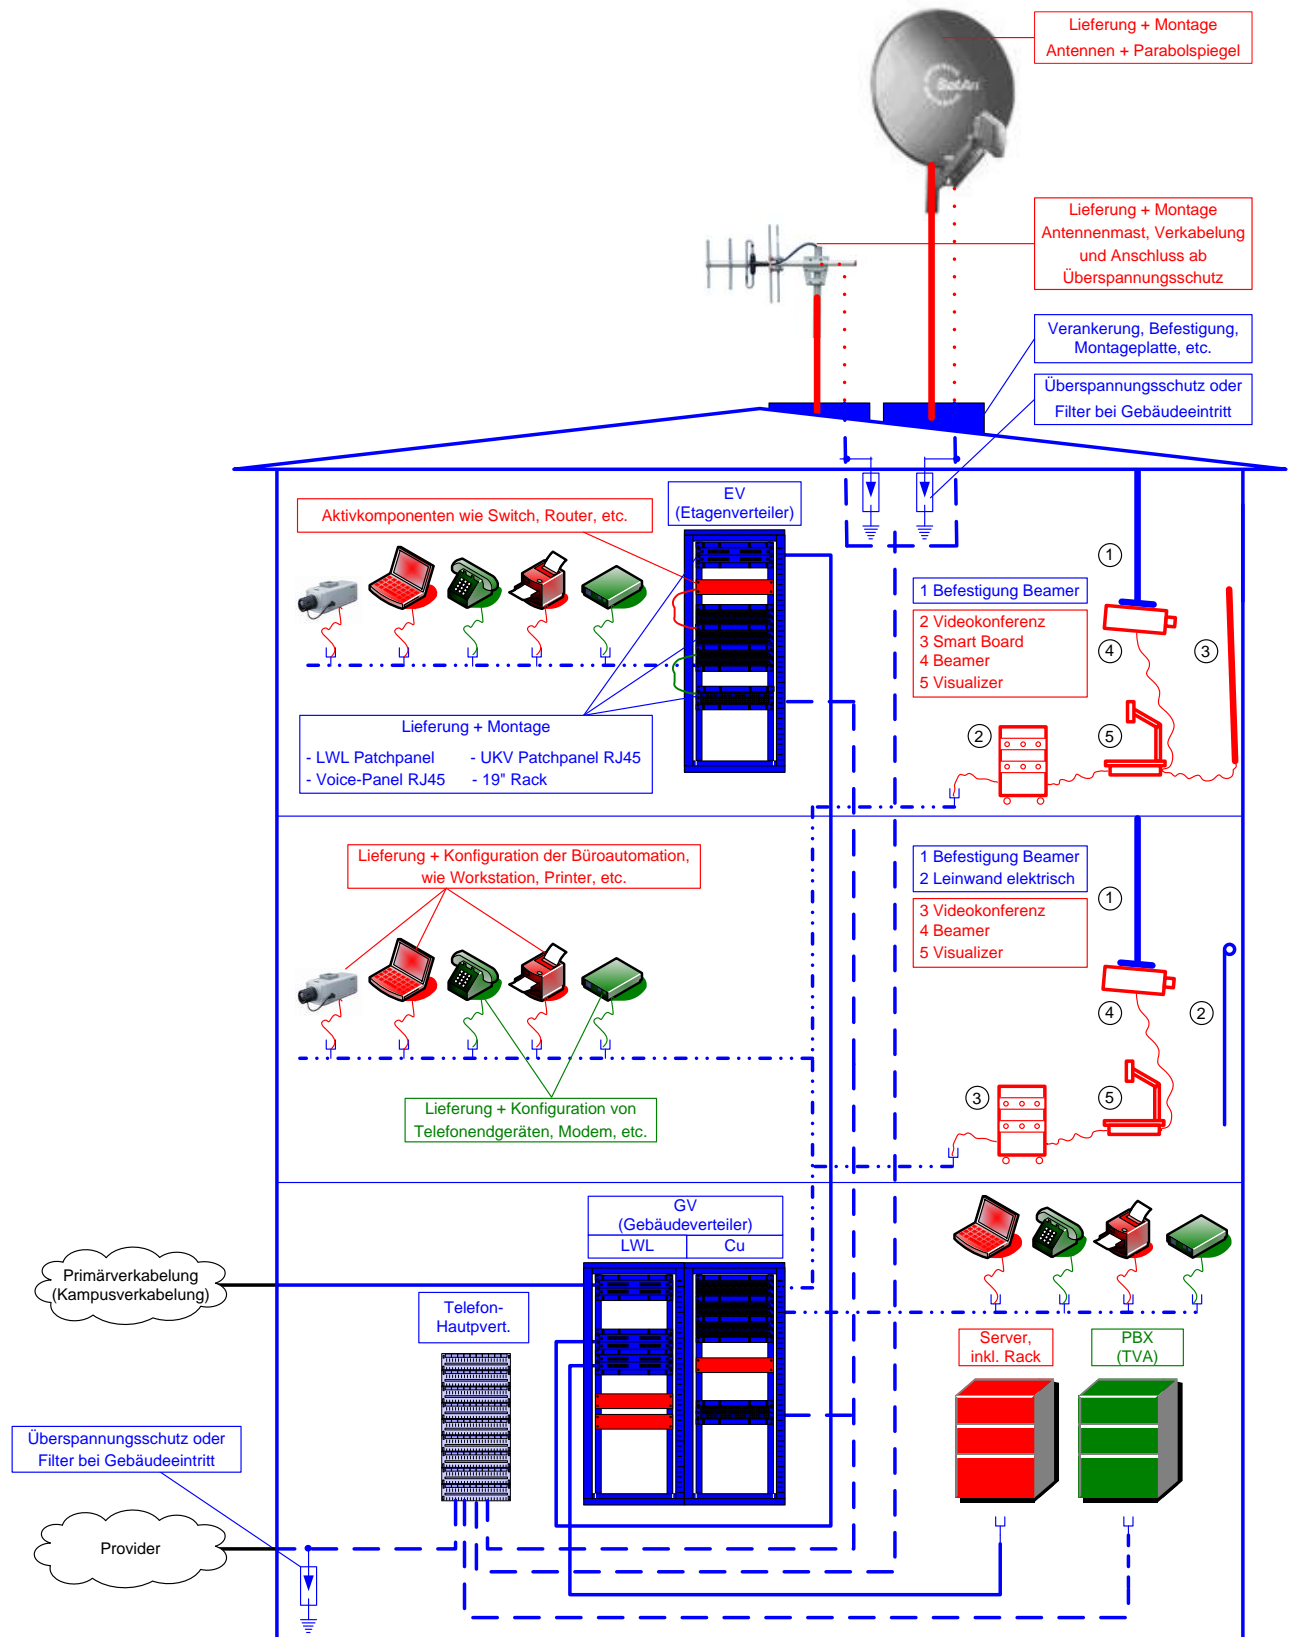 Lieferung + Montage
Antennen + Parabolspiegel
Lieferung + Montage
Antennenmast, Verkabelung
und Anschluss ab
Überspannungsschutz
Verankerung, Befestigung,
Montageplatte, etc.
Überspannungsschutz oder
Filter bei Gebäudeeintritt
EV
(Etagenverteiler)
Aktivkomponenten wie Switch, Router, etc.
1
1 Befestigung Beamer
2 Videokonferenz
3 Smart Board
4 Beamer
5 Visualizer
4
3
2
5
Lieferung + Montage
- LWL Patchpanel - UKV Patchpanel RJ45
- Voice-Panel RJ45 - 19" Rack
Lieferung + Konfiguration der Büroautomation,
wie Workstation, Printer, etc.
1 Befestigung Beamer
2 Leinwand elektrisch
3 Videokonferenz
4 Beamer
5 Visualizer
1
4
2
3
5
Lieferung + Konfiguration von
Telefonendgeräten, Modem, etc.
GV
(Gebäudeverteiler)
LWL Cu
Primärverkabelung
(Kampusverkabelung)
Telefon-
Hautpvert.
Server,
inkl. Rack
PBX
(TVA)
Überspannungsschutz oder
Filter bei Gebäudeeintritt
Provider